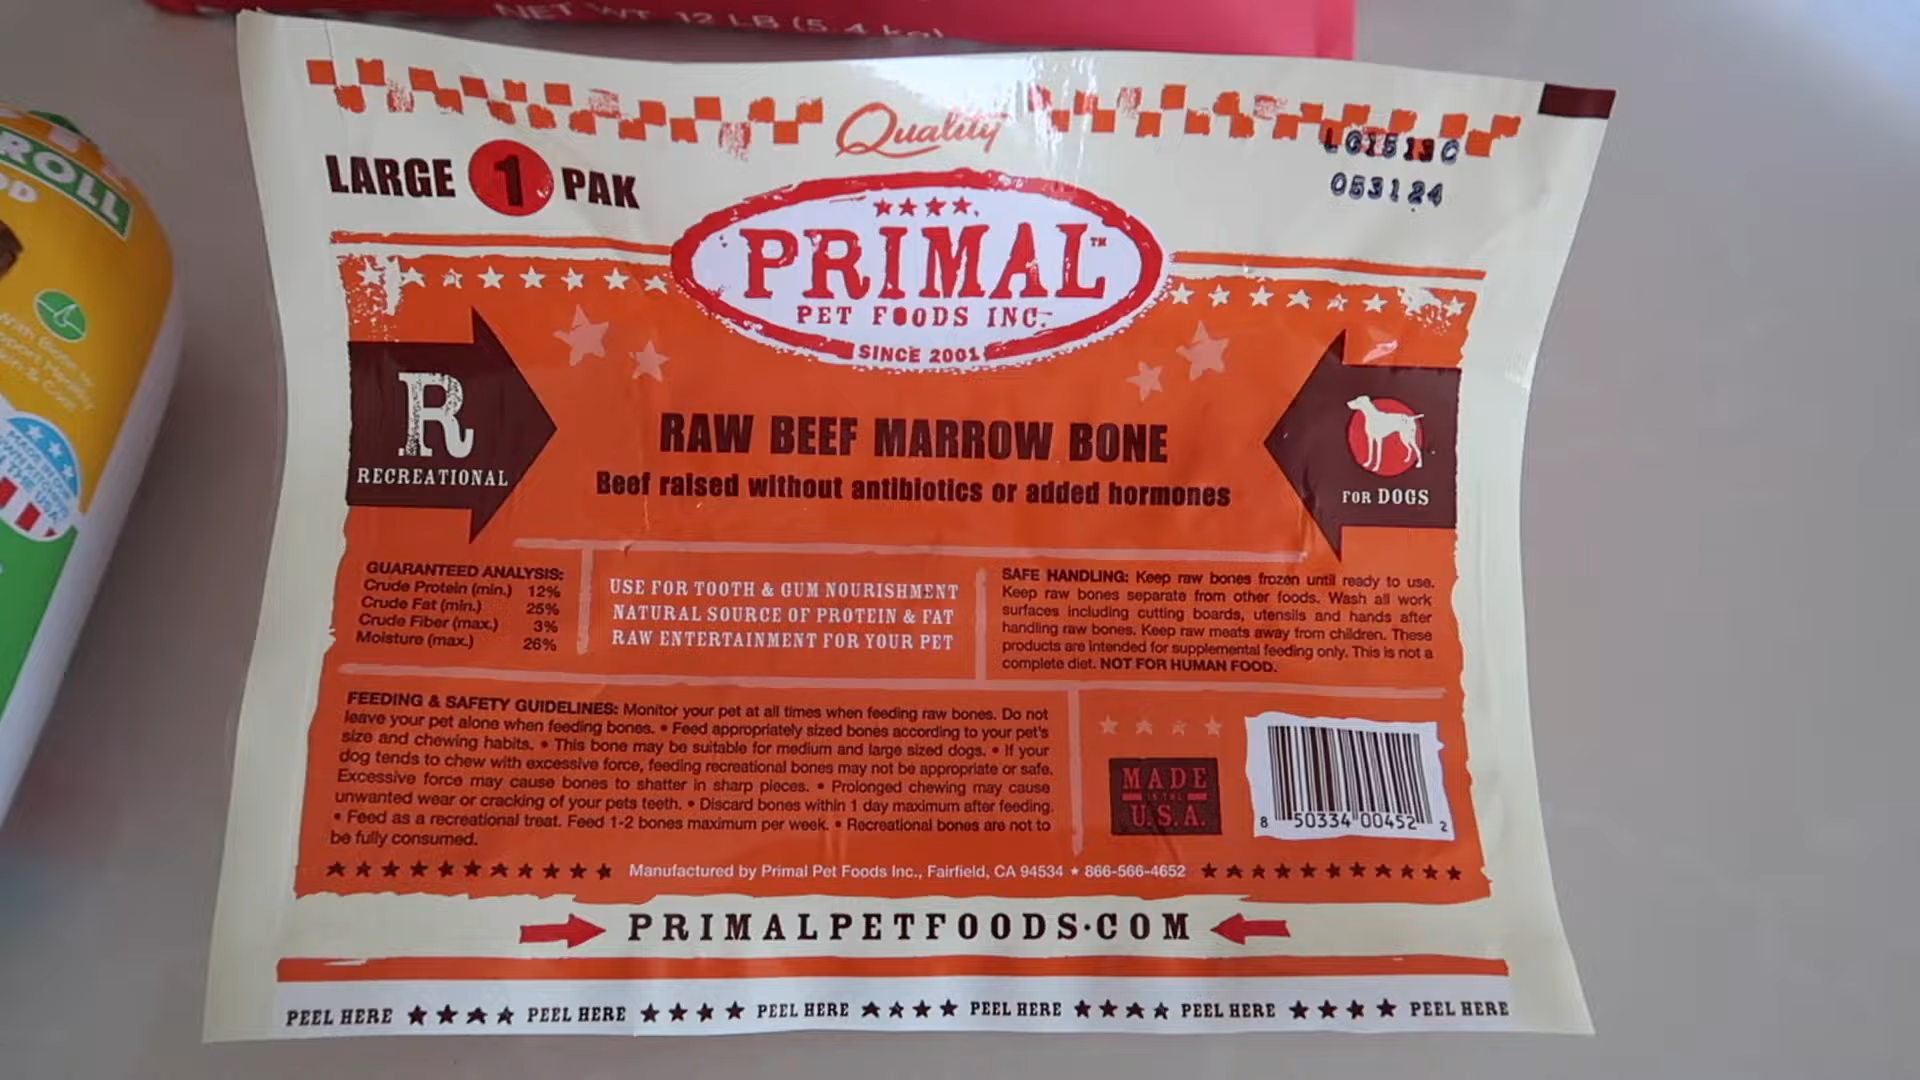 NET WT. 12 LB (5.4 kg)
ROLL
Quality
LARGE 1 PAK
LC1513C
053124
PRIMAL™
PET FOODS INC.
SINCE 2001
R
RECREATIONAL
FOR DOGS
RAW BEEF MARROW BONE
Beef raised without antibiotics or added hormones
GUARANTEED ANALYSIS:
Crude Protein (min.) 12%
Crude Fat (min.) 25%
Crude Fiber (max.) 3%
Moisture (max.) 26%
USE FOR TOOTH & GUM NOURISHMENT
NATURAL SOURCE OF PROTEIN & FAT
RAW ENTERTAINMENT FOR YOUR PET
SAFE HANDLING: Keep raw bones frozen until ready to use.
Keep raw bones separate from other foods. Wash all work
surfaces including cutting boards, utensils and hands after
handling raw bones. Keep raw meats away from children. These
products are intended for supplemental feeding only. This is not a
complete diet. NOT FOR HUMAN FOOD.
FEEDING & SAFETY GUIDELINES: Monitor your pet at all times when feeding raw bones. Do not
leave your pet alone when feeding bones. • Feed appropriately sized bones according to your pet's
size and chewing habits. • This bone may be suitable for medium and large sized dogs. • If your
dog tends to chew with excessive force, feeding recreational bones may not be appropriate or safe.
Excessive force may cause bones to shatter in sharp pieces. • Prolonged chewing may cause
unwanted wear or cracking of your pets teeth. • Discard bones within 1 day maximum after feeding.
• Feed as a recreational treat. Feed 1-2 bones maximum per week. • Recreational bones are not to
be fully consumed.
MADE
IN THE
U.S.A.
8 50334 00452 2
Manufactured by Primal Pet Foods Inc., Fairfield, CA 94534 ★ 866-566-4652
PRIMALPETFOODS.COM
PEEL HERE ★★★★ PEEL HERE ★★★★ PEEL HERE ★★★★ PEEL HERE ★★★★ PEEL HERE ★★★★ PEEL HERE